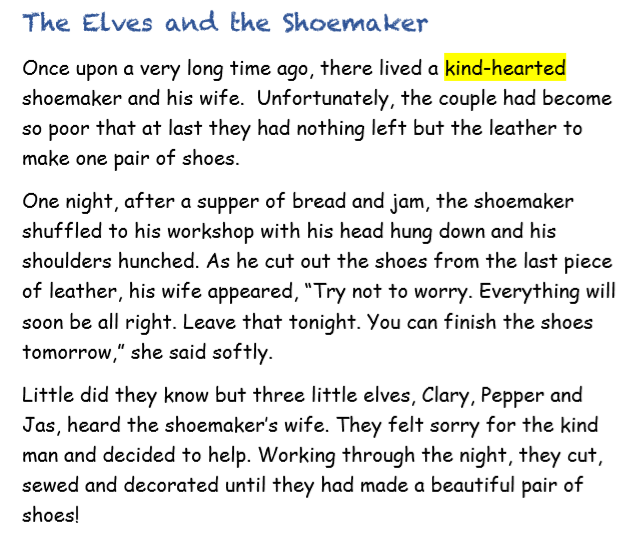 The Elves and the Shoemaker
Once upon a very long time ago, there lived a kind-hearted
shoemaker and his wife.  Unfortunately, the couple had become
so poor that at last they had nothing left but the leather to
make one pair of shoes.
One night, after a supper of bread and jam, the shoemaker
shuffled to his workshop with his head hung down and his
shoulders hunched. As he cut out the shoes from the last piece
of leather, his wife appeared, “Try not to worry. Everything will
soon be all right. Leave that tonight. You can finish the shoes
tomorrow,” she said softly.
Little did they know but three little elves, Clary, Pepper and
Jas, heard the shoemaker’s wife. They felt sorry for the kind
man and decided to help. Working through the night, they cut,
sewed and decorated until they had made a beautiful pair of
shoes!